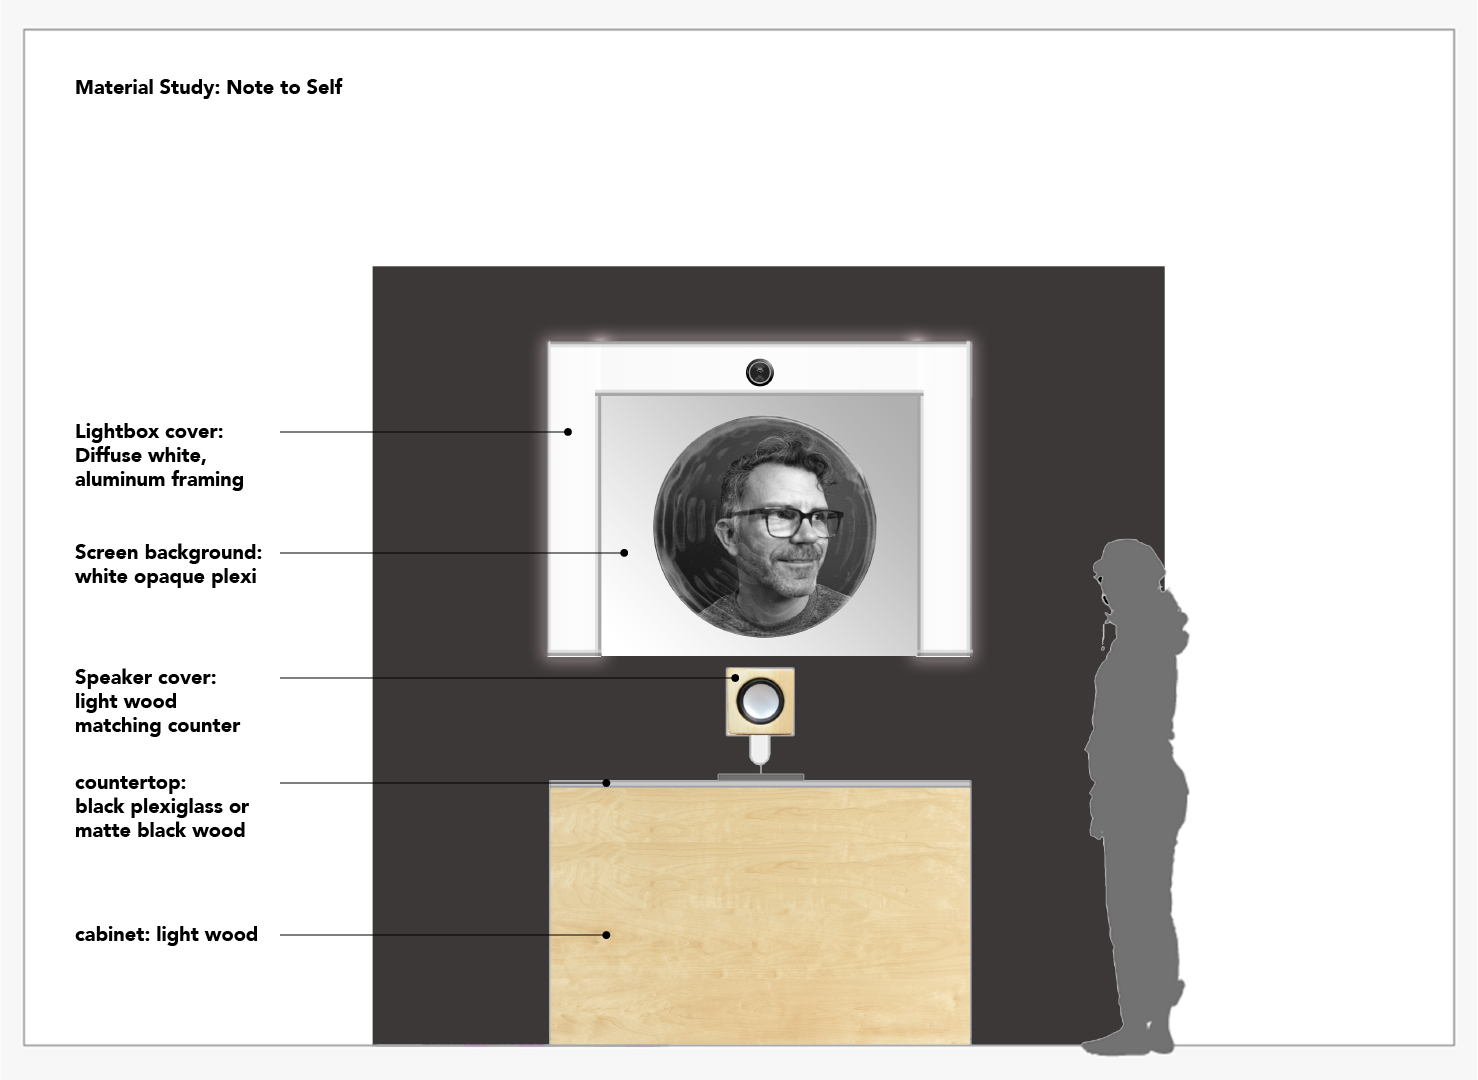 Material Study: Note to Self
Lightbox cover:
Diffuse white,
aluminum framing
Screen background:
white opaque plexi
Speaker cover:
light wood
matching counter
countertop:
black plexiglass or
matte black wood
cabinet: light wood